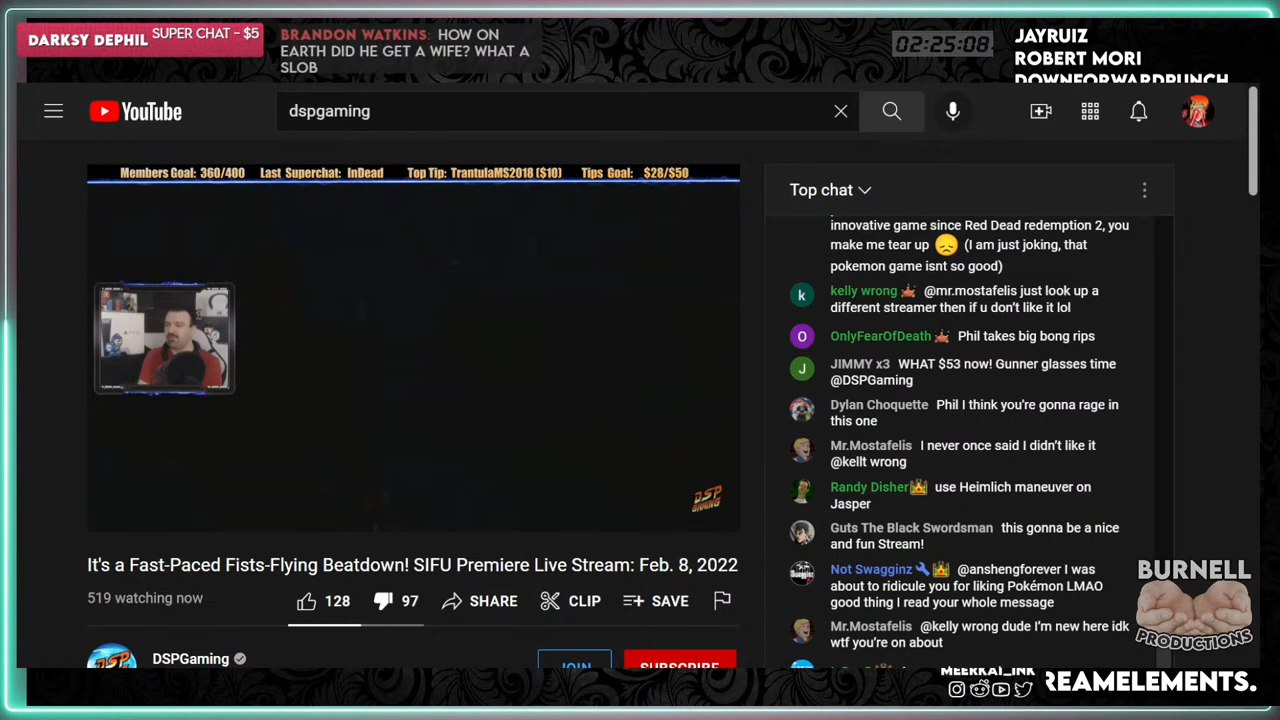 DARKSY DEPHIL SUPER CHAT - $5
BRANDON WATKINS: HOW ON
EARTH DID HE GET A WIFE? WHAT A
SLOB
02:25:08
JAYRUIZ
ROBERT MORI
DOWNFORWARDPUNCH
YouTube
dspgaming
Members Goal: 360/400 Last Superchat: InDead Top Tip: TrantulaMS2018 ($10) Tips Goal: $28/$50
DSP
GAMING
It's a Fast-Paced Fists-Flying Beatdown! SIFU Premiere Live Stream: Feb. 8, 2022
519 watching now
128
97
SHARE
CLIP
SAVE
DSPGaming
JOIN
SUBSCRIBE
Top chat
innovative game since Red Dead redemption 2, you
make me tear up 😞 (I am just joking, that
pokemon game isnt so good)
k
kelly wrong @mr.mostafelis just look up a
different streamer then if u don't like it lol
O
OnlyFearOfDeath Phil takes big bong rips
J
JIMMY x3 WHAT $53 now! Gunner glasses time
@DSPGaming
Dylan Choquette Phil I think you're gonna rage in
this one
Mr.Mostafelis I never once said I didn't like it
@kellt wrong
Randy Disher use Heimlich maneuver on
Jasper
Guts The Black Swordsman this gonna be a nice
and fun Stream!
Not Swagginz @anshengforever I was
about to ridicule you for liking Pokémon LMAO
good thing I read your whole message
Mr.Mostafelis @kelly wrong dude I'm new here idk
wtf you're on about
BURNELL
PRODUCTIONS
MEERKAT_INK
REAMELEMENTS.